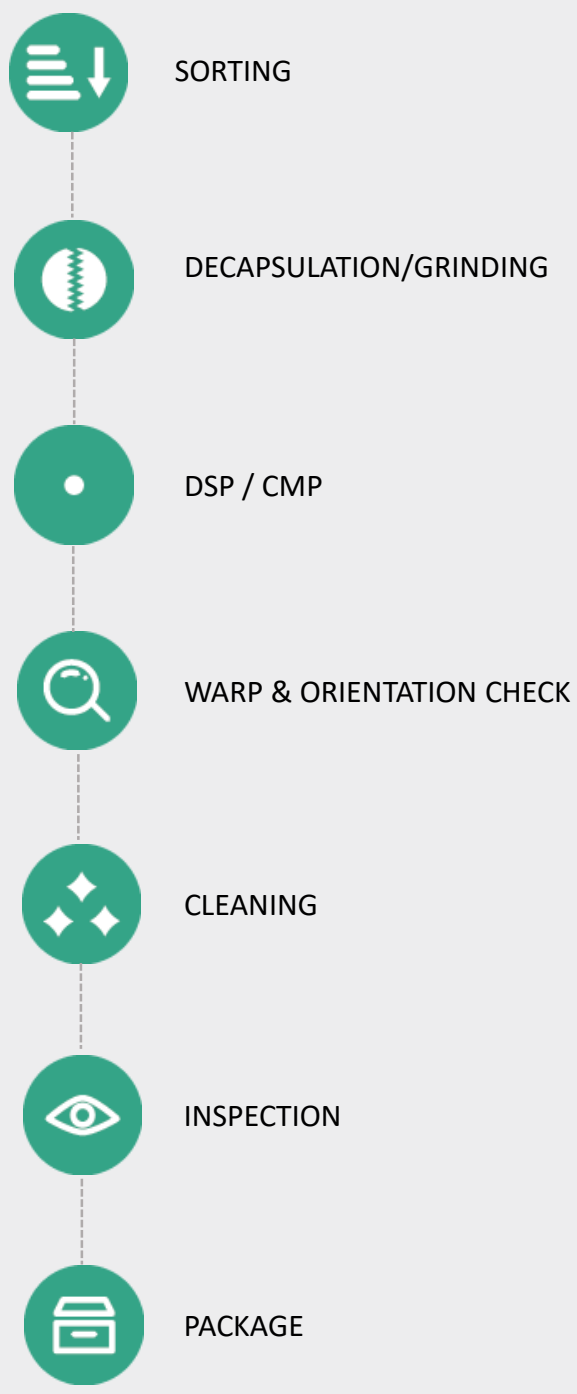 SORTING
DECAPSULATION/GRINDING
DSP / CMP
WARP & ORIENTATION CHECK
CLEANING
INSPECTION
PACKAGE